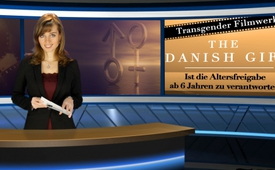 Transgender Filmwerk
THE
DANISH GIR
Ist die Altersfreigabe
ab 6 Jahren zu verantworte